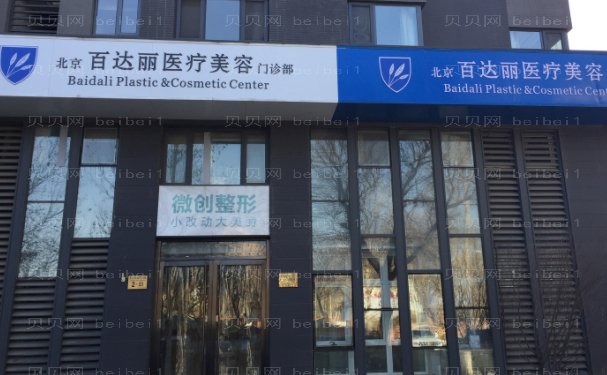 北京 百达丽医疗美容 门诊部
Baidali Plastic & Cosmetic Center
北京 百达丽医疗美容
Baidali Plastic & Cosmetic Cente
微创整形
小改动大美丽
贝贝网 beibei1